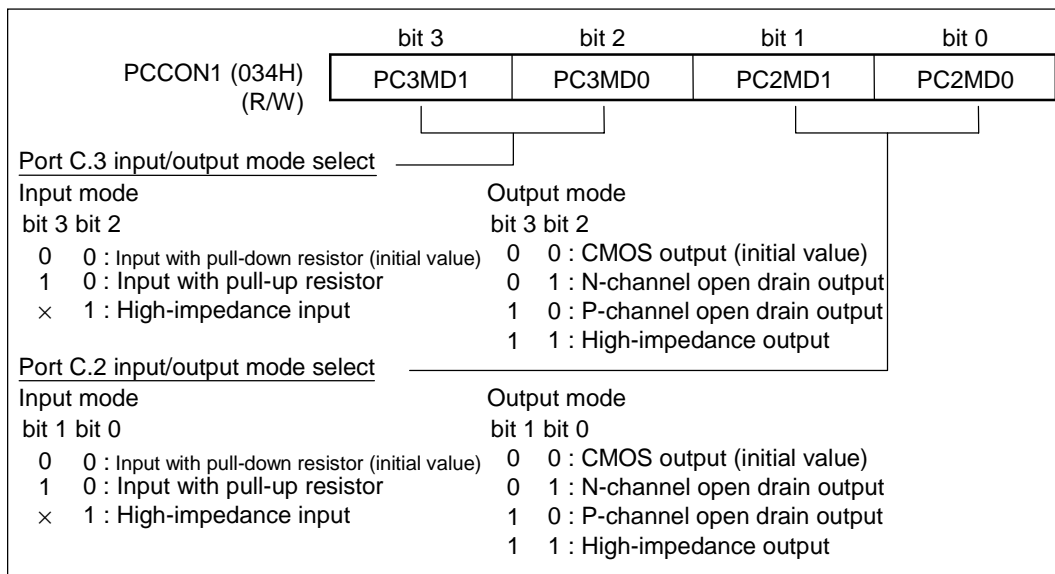 bit 3 bit 2 bit 1 bit 0
PCCON1 (034H) PC3MD1 PC3MD0 PC2MD1 PC2MD0
(R/W)
Port C.3 input/output mode select
Input mode Output mode
bit 3 bit 2 bit 3 bit 2
0 0 : Input with pull-down resistor (initial value) 0 0 : CMOS output (initial value)
1 0 : Input with pull-up resistor 0 1 : N-channel open drain output
× 1 : High-impedance input 1 0 : P-channel open drain output
1 1 : High-impedance output
Port C.2 input/output mode select
Input mode Output mode
bit 1 bit 0 bit 1 bit 0
0 0 : Input with pull-down resistor (initial value) 0 0 : CMOS output (initial value)
1 0 : Input with pull-up resistor 0 1 : N-channel open drain output
× 1 : High-impedance input 1 0 : P-channel open drain output
1 1 : High-impedance output